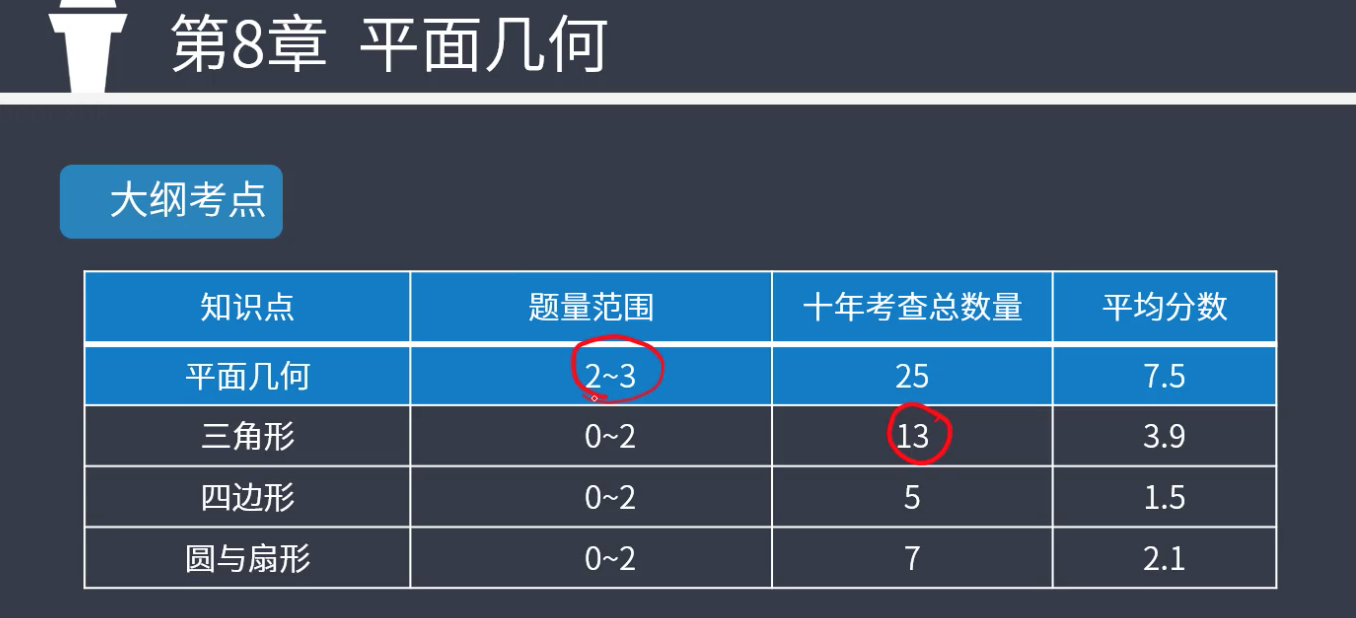 第8章 平面几何
大纲考点
知识点 题量范围 十年考查总数量 平均分数
平面几何 2~3 25 7.5
三角形 0~2 13 3.9
四边形 0~2 5 1.5
圆与扇形 0~2 7 2.1